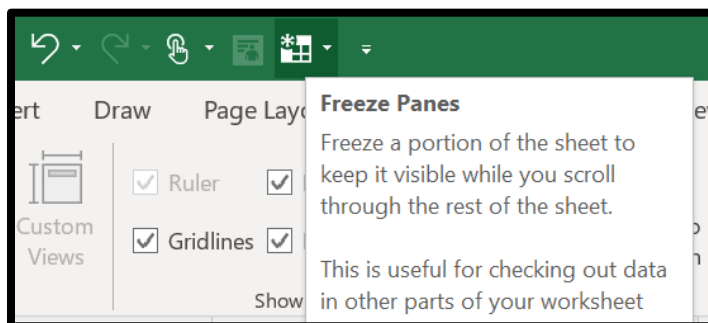 ert Draw Page Layo
Freeze Panes
Freeze a portion of the sheet to
keep it visible while you scroll
through the rest of the sheet.
This is useful for checking out data
in other parts of your worksheet
Custom
Views
Ruler
Gridlines
Show